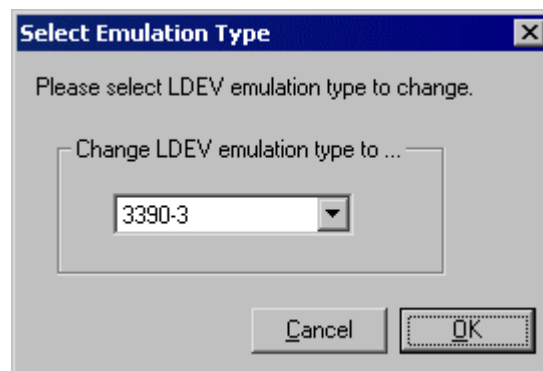 Select Emulation Type
Please select LDEV emulation type to change.
Change LDEV emulation type to ...
3390-3
Cancel
OK